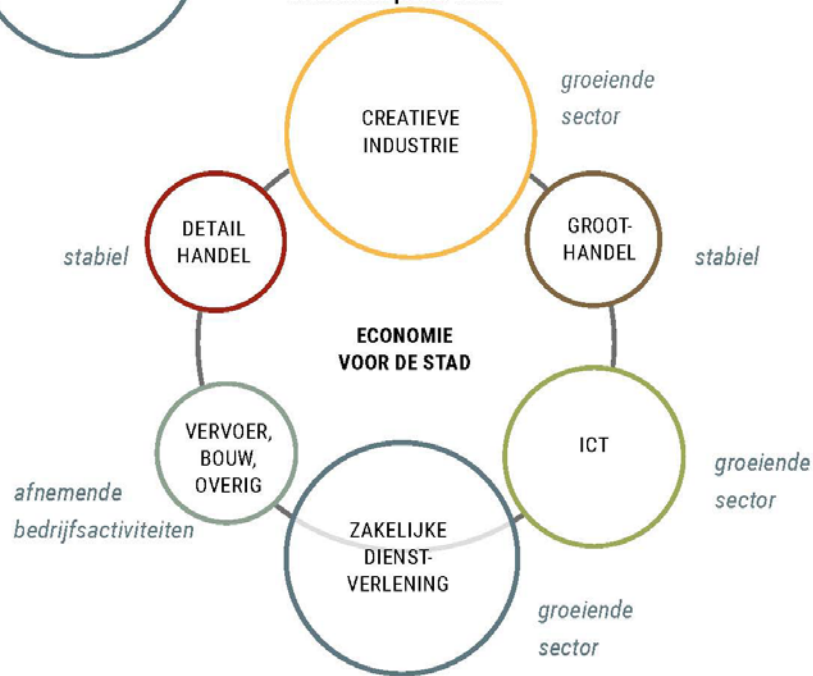 CREATIEVE
INDUSTRIE
groeiende
sector
DETAIL
HANDEL
stabiel
GROOT-
HANDEL
stabiel
ECONOMIE
VOOR DE STAD
VERVOER,
BOUW,
OVERIG
afnemende
bedrijfsactiviteiten
ICT
groeiende
sector
ZAKELIJKE
DIENST-
VERLENING
groeiende
sector